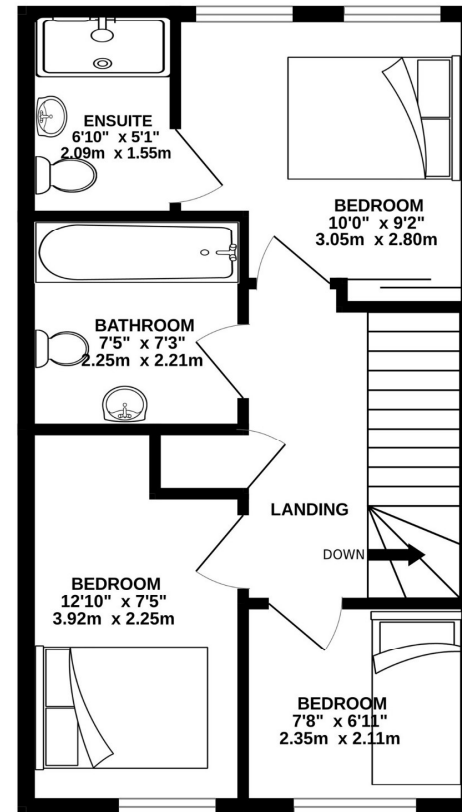 ENSUITE
6'10" x 5'1"
2.09m x 1.55m
BEDROOM
10'0" x 9'2"
3.05m x 2.80m
BATHROOM
7'5" x 7'3"
2.25m x 2.21m
LANDING
DOWN
BEDROOM
12'10" x 7'5"
3.92m x 2.25m
BEDROOM
7'8" x 6'11"
2.35m x 2.11m